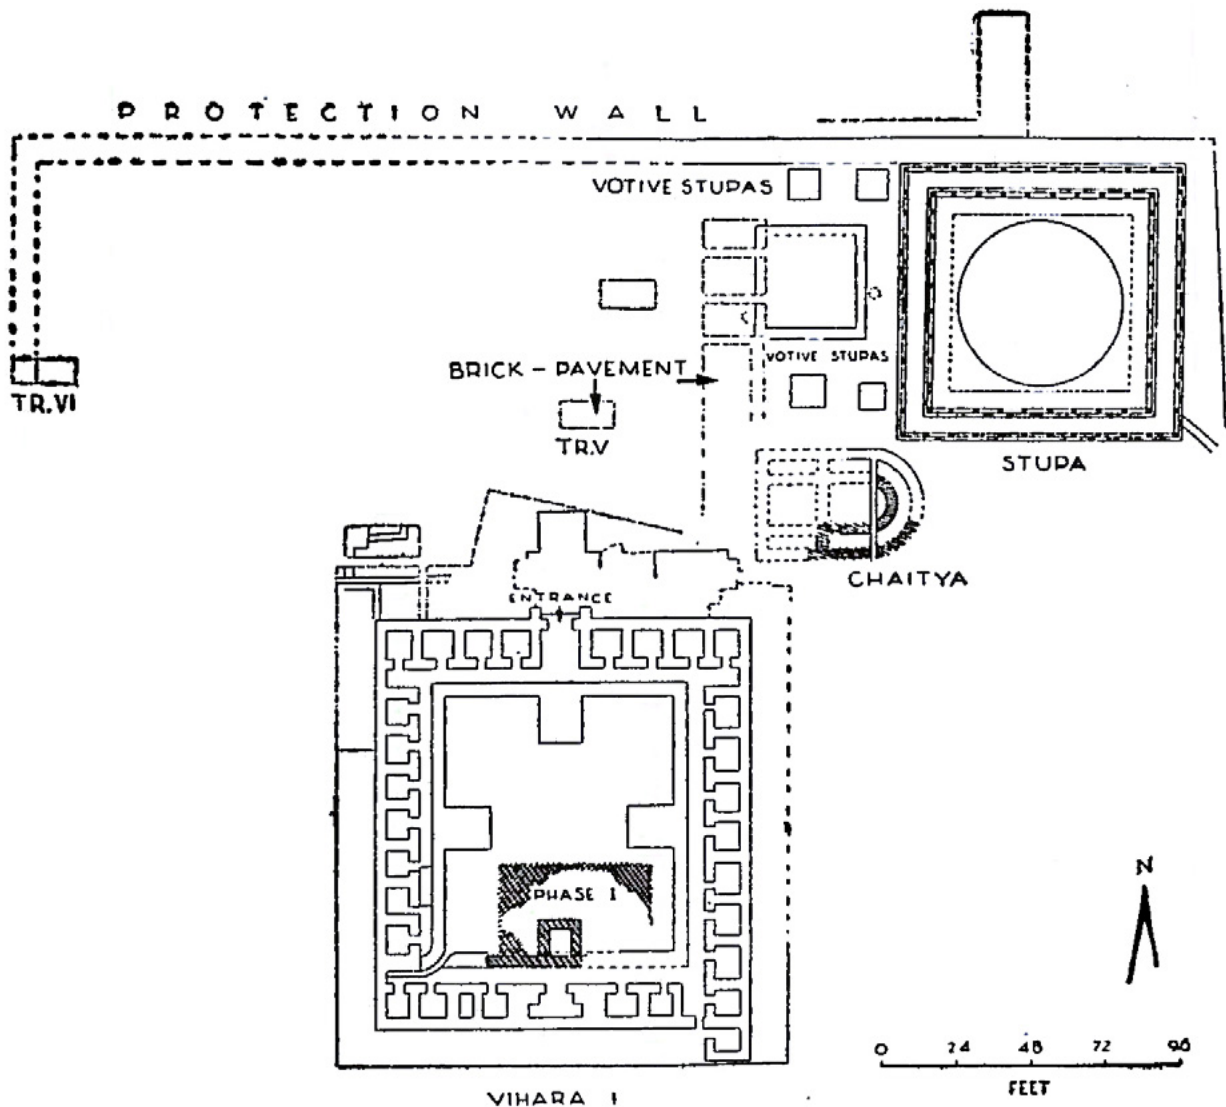 PROTECTION WALL
VOTIVE STUPAS
VOTIVE STUPAS
BRICK - PAVEMENT
TR.VI
TR.V
STUPA
CHAITYA
ENTRANCE
PHASE I
N
0 24 48 72 96
FEET
VIHARA I